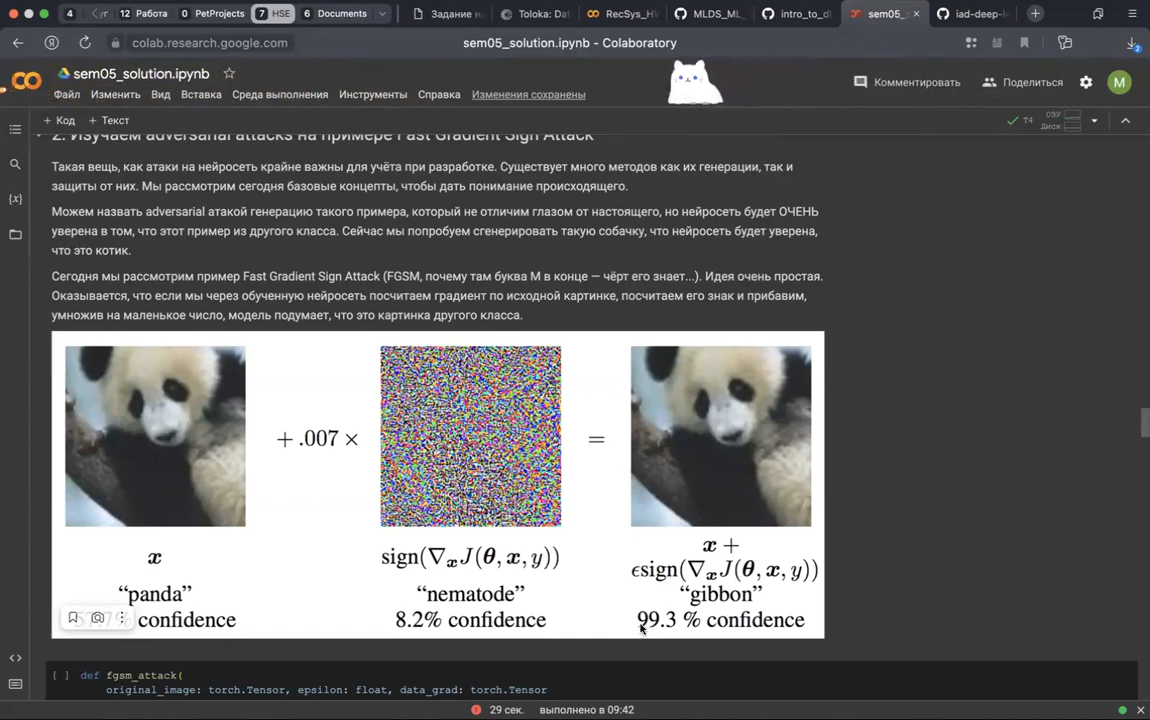 4
12 Работа
0 PetProjects
7 HSE
6 Documents
Задание н
Toloka: Da
RecSys_H
MLDS_ML_
intro_to_d
sem05_
iad-deep-l
colab.research.google.com
sem05_solution.ipynb - Colaboratory
2
sem05_solution.ipynb
Файл Изменить Вид Вставка Среда выполнения Инструменты Справка Изменения сохранены
Комментировать
Поделиться
M
+ Код + Текст
T4
ОЗУ
Диск
2. Изучаем adversarial attacks на примере Fast Gradient Sign Attack
Такая вещь, как атаки на нейросеть крайне важны для учёта при разработке. Существует много методов как их генерации, так и
защиты от них. Мы рассмотрим сегодня базовые концепты, чтобы дать понимание происходящего.
Можем назвать adversarial атакой генерацию такого примера, который не отличим глазом от настоящего, но нейросеть будет ОЧЕНЬ
уверена в том, что этот пример из другого класса. Сейчас мы попробуем сгенерировать такую собачку, что нейросеть будет уверена,
что это котик.
Сегодня мы рассмотрим пример Fast Gradient Sign Attack (FGSM, почему там буква M в конце — чёрт его знает...). Идея очень простая.
Оказывается, что если мы через обученную нейросеть посчитаем градиент по исходной картинке, посчитаем его знак и прибавим,
умножив на маленькое число, модель подумает, что это картинка другого класса.
+ .007 ×
=
x
sign(∇ₓJ(θ, x, y))
x +
ϵsign(∇ₓJ(θ, x, y))
“panda”
“nematode”
“gibbon”
57.7% confidence
8.2% confidence
99.3 % confidence
[ ] def fgsm_attack(
original_image: torch.Tensor, epsilon: float, data_grad: torch.Tensor
29 сек. выполнено в 09:42